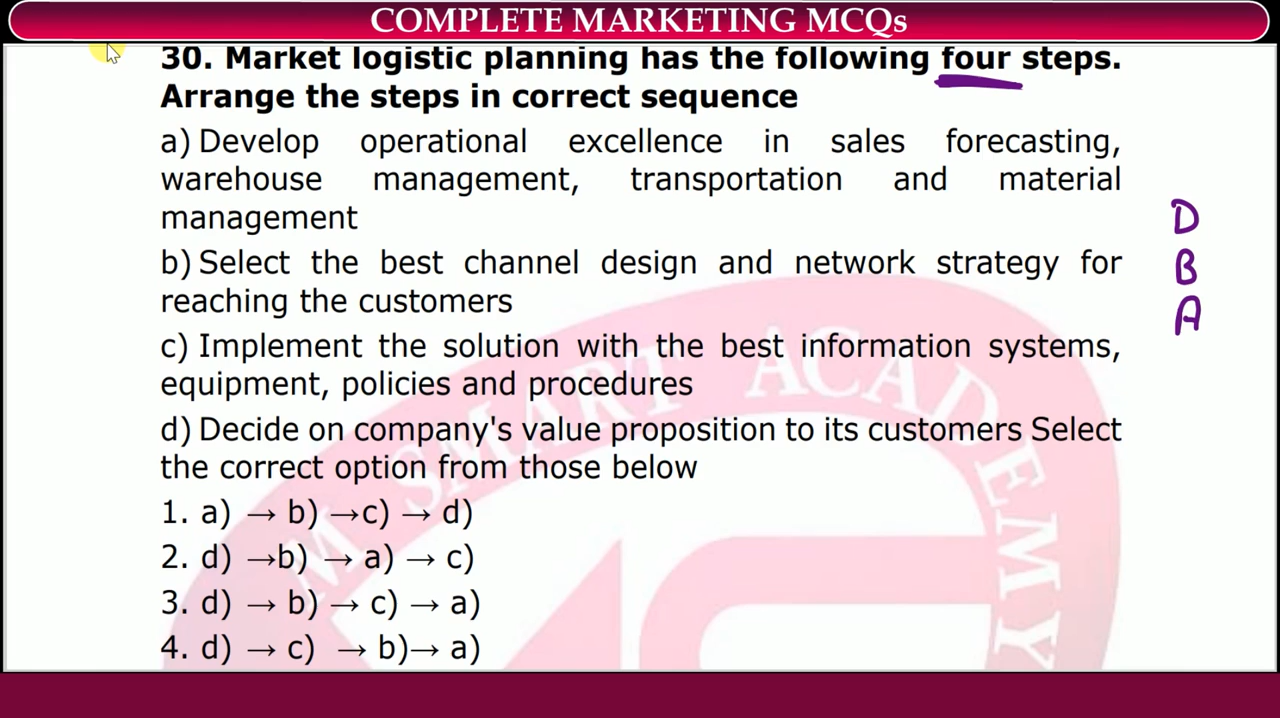 COMPLETE MARKETING MCQs
30. Market logistic planning has the following four steps.
Arrange the steps in correct sequence
a) Develop operational excellence in sales forecasting,
warehouse management, transportation and material
management
b) Select the best channel design and network strategy for
reaching the customers
c) Implement the solution with the best information systems,
equipment, policies and procedures
d) Decide on company's value proposition to its customers Select
the correct option from those below
1. a) → b) →c) → d)
2. d) →b) → a) → c)
3. d) → b) → c) → a)
4. d) → c) → b)→ a)
D
B
A
M SMART ACADEMY